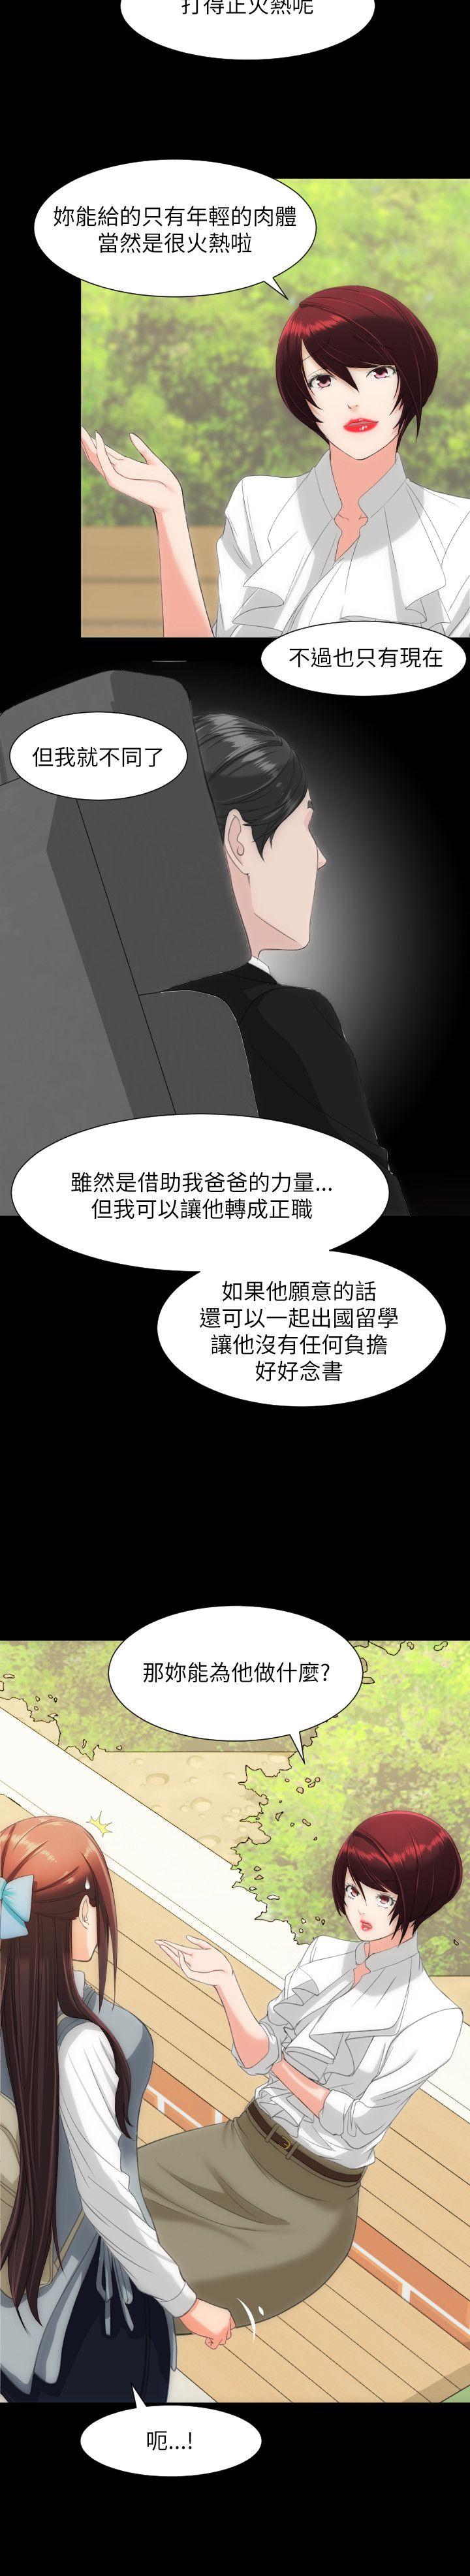 打得正火熱呢
妳能給的只有年輕的肉體
當然是很火熱啦
不過也只有現在
但我就不同了
雖然是借助我爸爸的力量...
但我可以讓他轉成正職
如果他願意的話
還可以一起出國留學
讓他沒有任何負擔
好好念書
那妳能為他做什麼?
呃...!